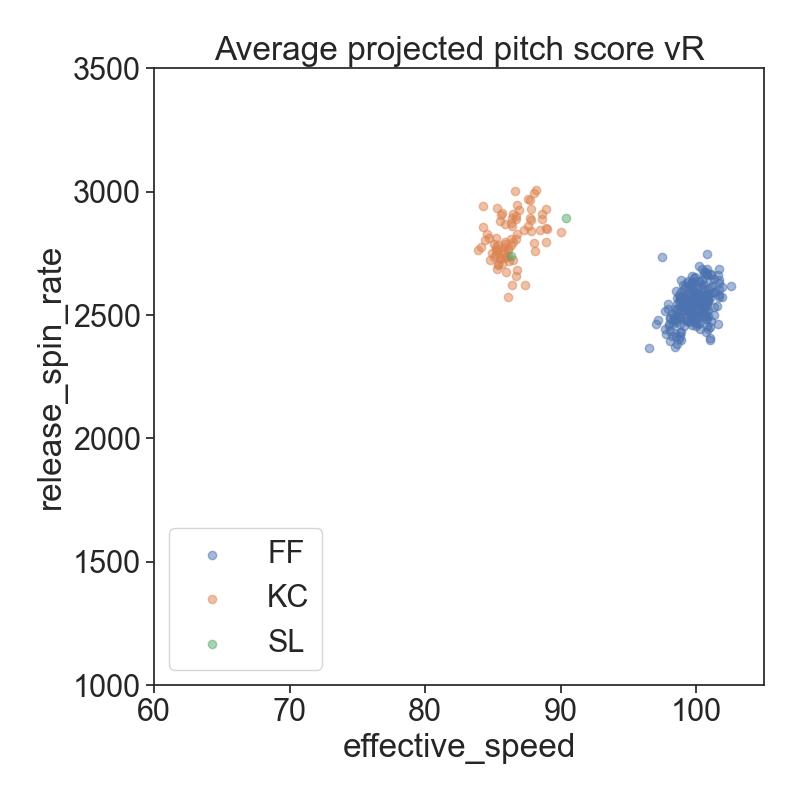 Average projected pitch score vR
3500
3000
2500
2000
1500
1000
release_spin_rate
FF
KC
SL
60
70
80
90
100
effective_speed